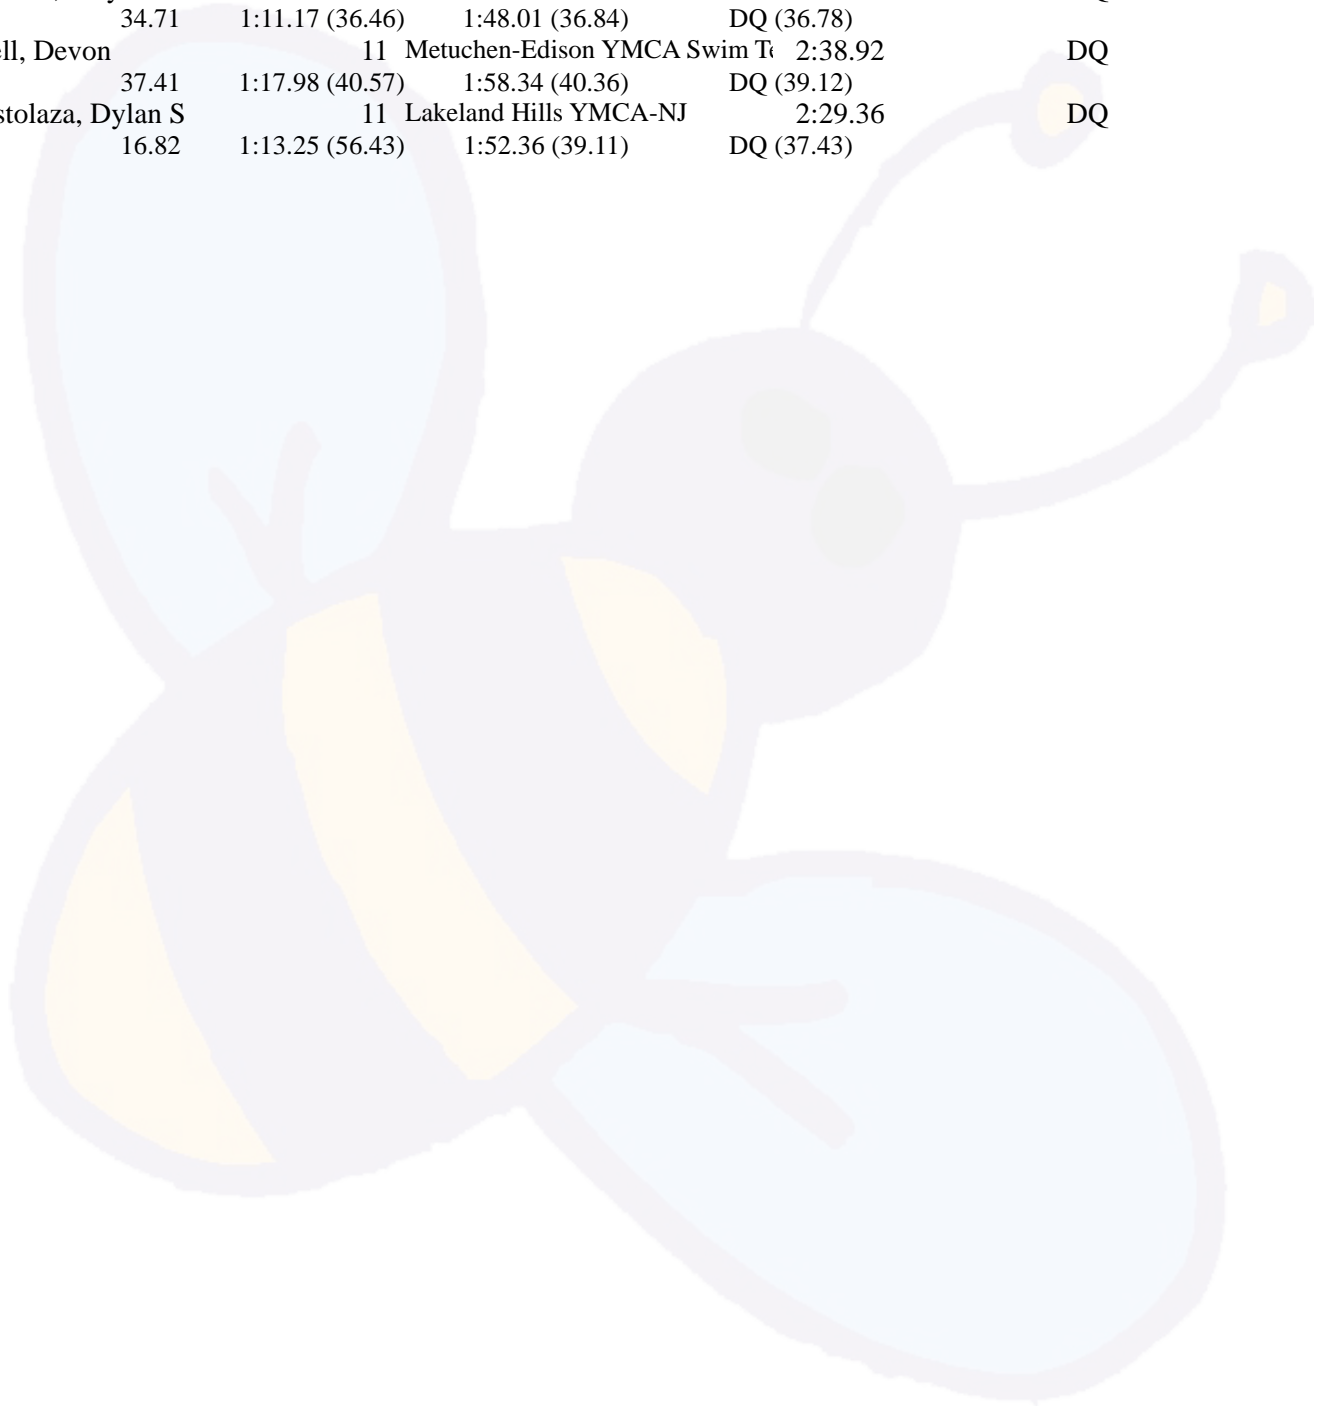 34.71 1:11.17 (36.46) 1:48.01 (36.84) DQ (36.78)
ell, Devon 11 Metuchen-Edison YMCA Swim Te 2:38.92 DQ
37.41 1:17.98 (40.57) 1:58.34 (40.36) DQ (39.12)
stolaza, Dylan S 11 Lakeland Hills YMCA-NJ 2:29.36 DQ
16.82 1:13.25 (56.43) 1:52.36 (39.11) DQ (37.43)